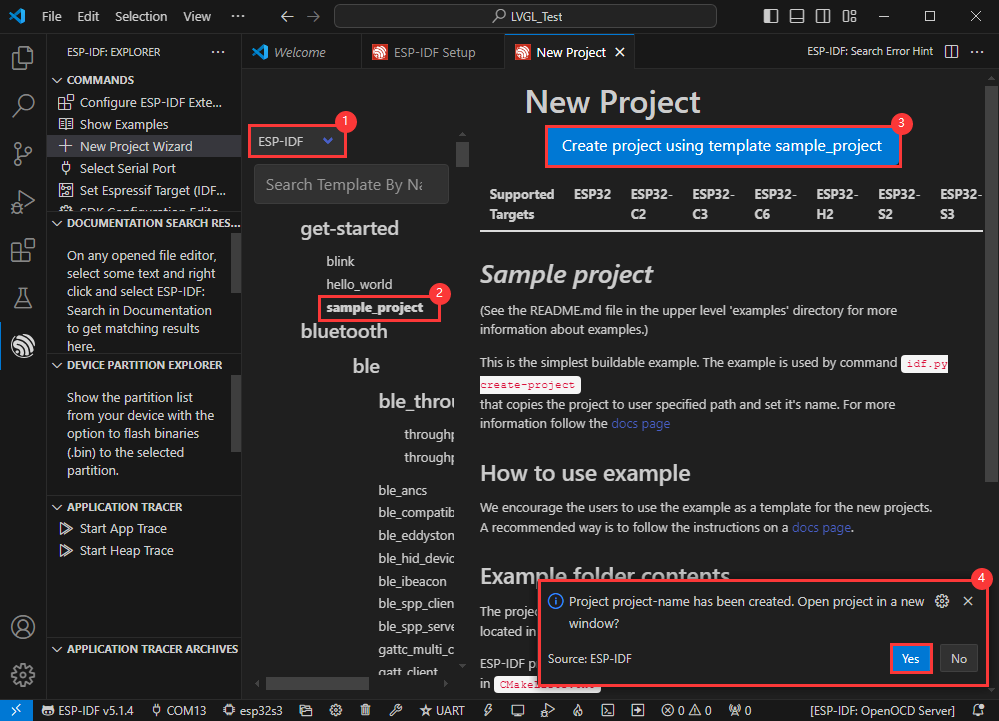 File Edit Selection View ··· LVGL_Test
ESP-IDF: EXPLORER ···
COMMANDS
Configure ESP-IDF Exte...
Show Examples
New Project Wizard
Select Serial Port
Set Espressif Target (IDF...
DOCUMENTATION SEARCH RES...
On any opened file editor,
select some text and right
click and select ESP-IDF:
Search in Documentation
to get matching results
here.
DEVICE PARTITION EXPLORER
Show the partition list
from your device with the
option to flash binaries
(.bin) to the selected
partition.
APPLICATION TRACER
Start App Trace
Start Heap Trace
APPLICATION TRACER ARCHIVES
Welcome ESP-IDF Setup New Project ESP-IDF: Search Error Hint ···
1
ESP-IDF
Search Template By Na
get-started
blink
hello_world
2
sample_project
bluetooth
ble
ble_throu
throughp
throughp
ble_ancs
ble_compatib
ble_eddyston
ble_hid_devic
ble_ibeacon
ble_spp_clien
ble_spp_serve
gattc_multi_c
gatt_client
New Project
3
Create project using template sample_project
Supported Targets ESP32 ESP32-C2 ESP32-C3 ESP32-C6 ESP32-H2 ESP32-S2 ESP32-S3
Sample project
(See the README.md file in the upper level 'examples' directory for more
information about examples.)
This is the simplest buildable example. The example is used by command idf.py
create-project
that copies the project to user specified path and set it's name. For more
information follow the docs page
How to use example
We encourage the users to use the example as a template for the new projects.
A recommended way is to follow the instructions on a docs page.
Example folder contents
The projec
located in
ESP-IDF p
in
4
Project project-name has been created. Open project in a new
window?
Source: ESP-IDF Yes No
ESP-IDF v5.1.4 COM13 esp32s3 UART 0 0 0 [ESP-IDF: OpenOCD Server]